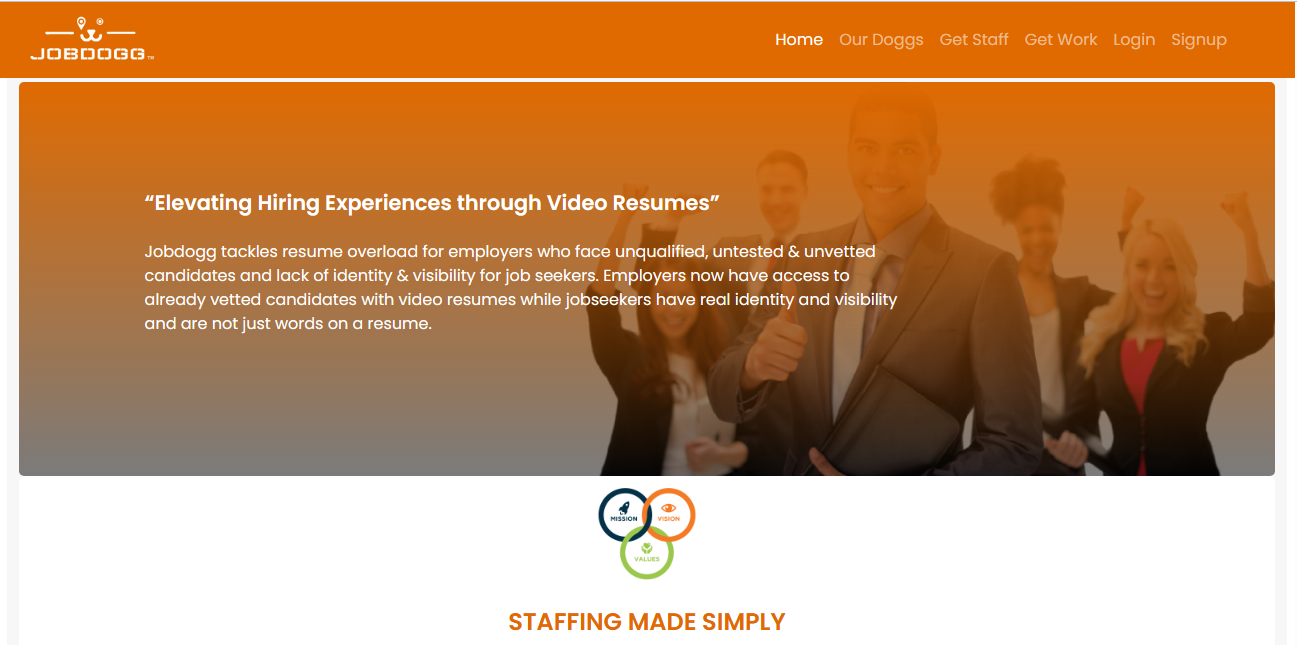 JOBDOGG™
Home Our Doggs Get Staff Get Work Login Signup
“Elevating Hiring Experiences through Video Resumes”
Jobdogg tackles resume overload for employers who face unqualified, untested & unvetted
candidates and lack of identity & visibility for job seekers. Employers now have access to
already vetted candidates with video resumes while jobseekers have real identity and visibility
and are not just words on a resume.
MISSION VISION
VALUES
STAFFING MADE SIMPLY